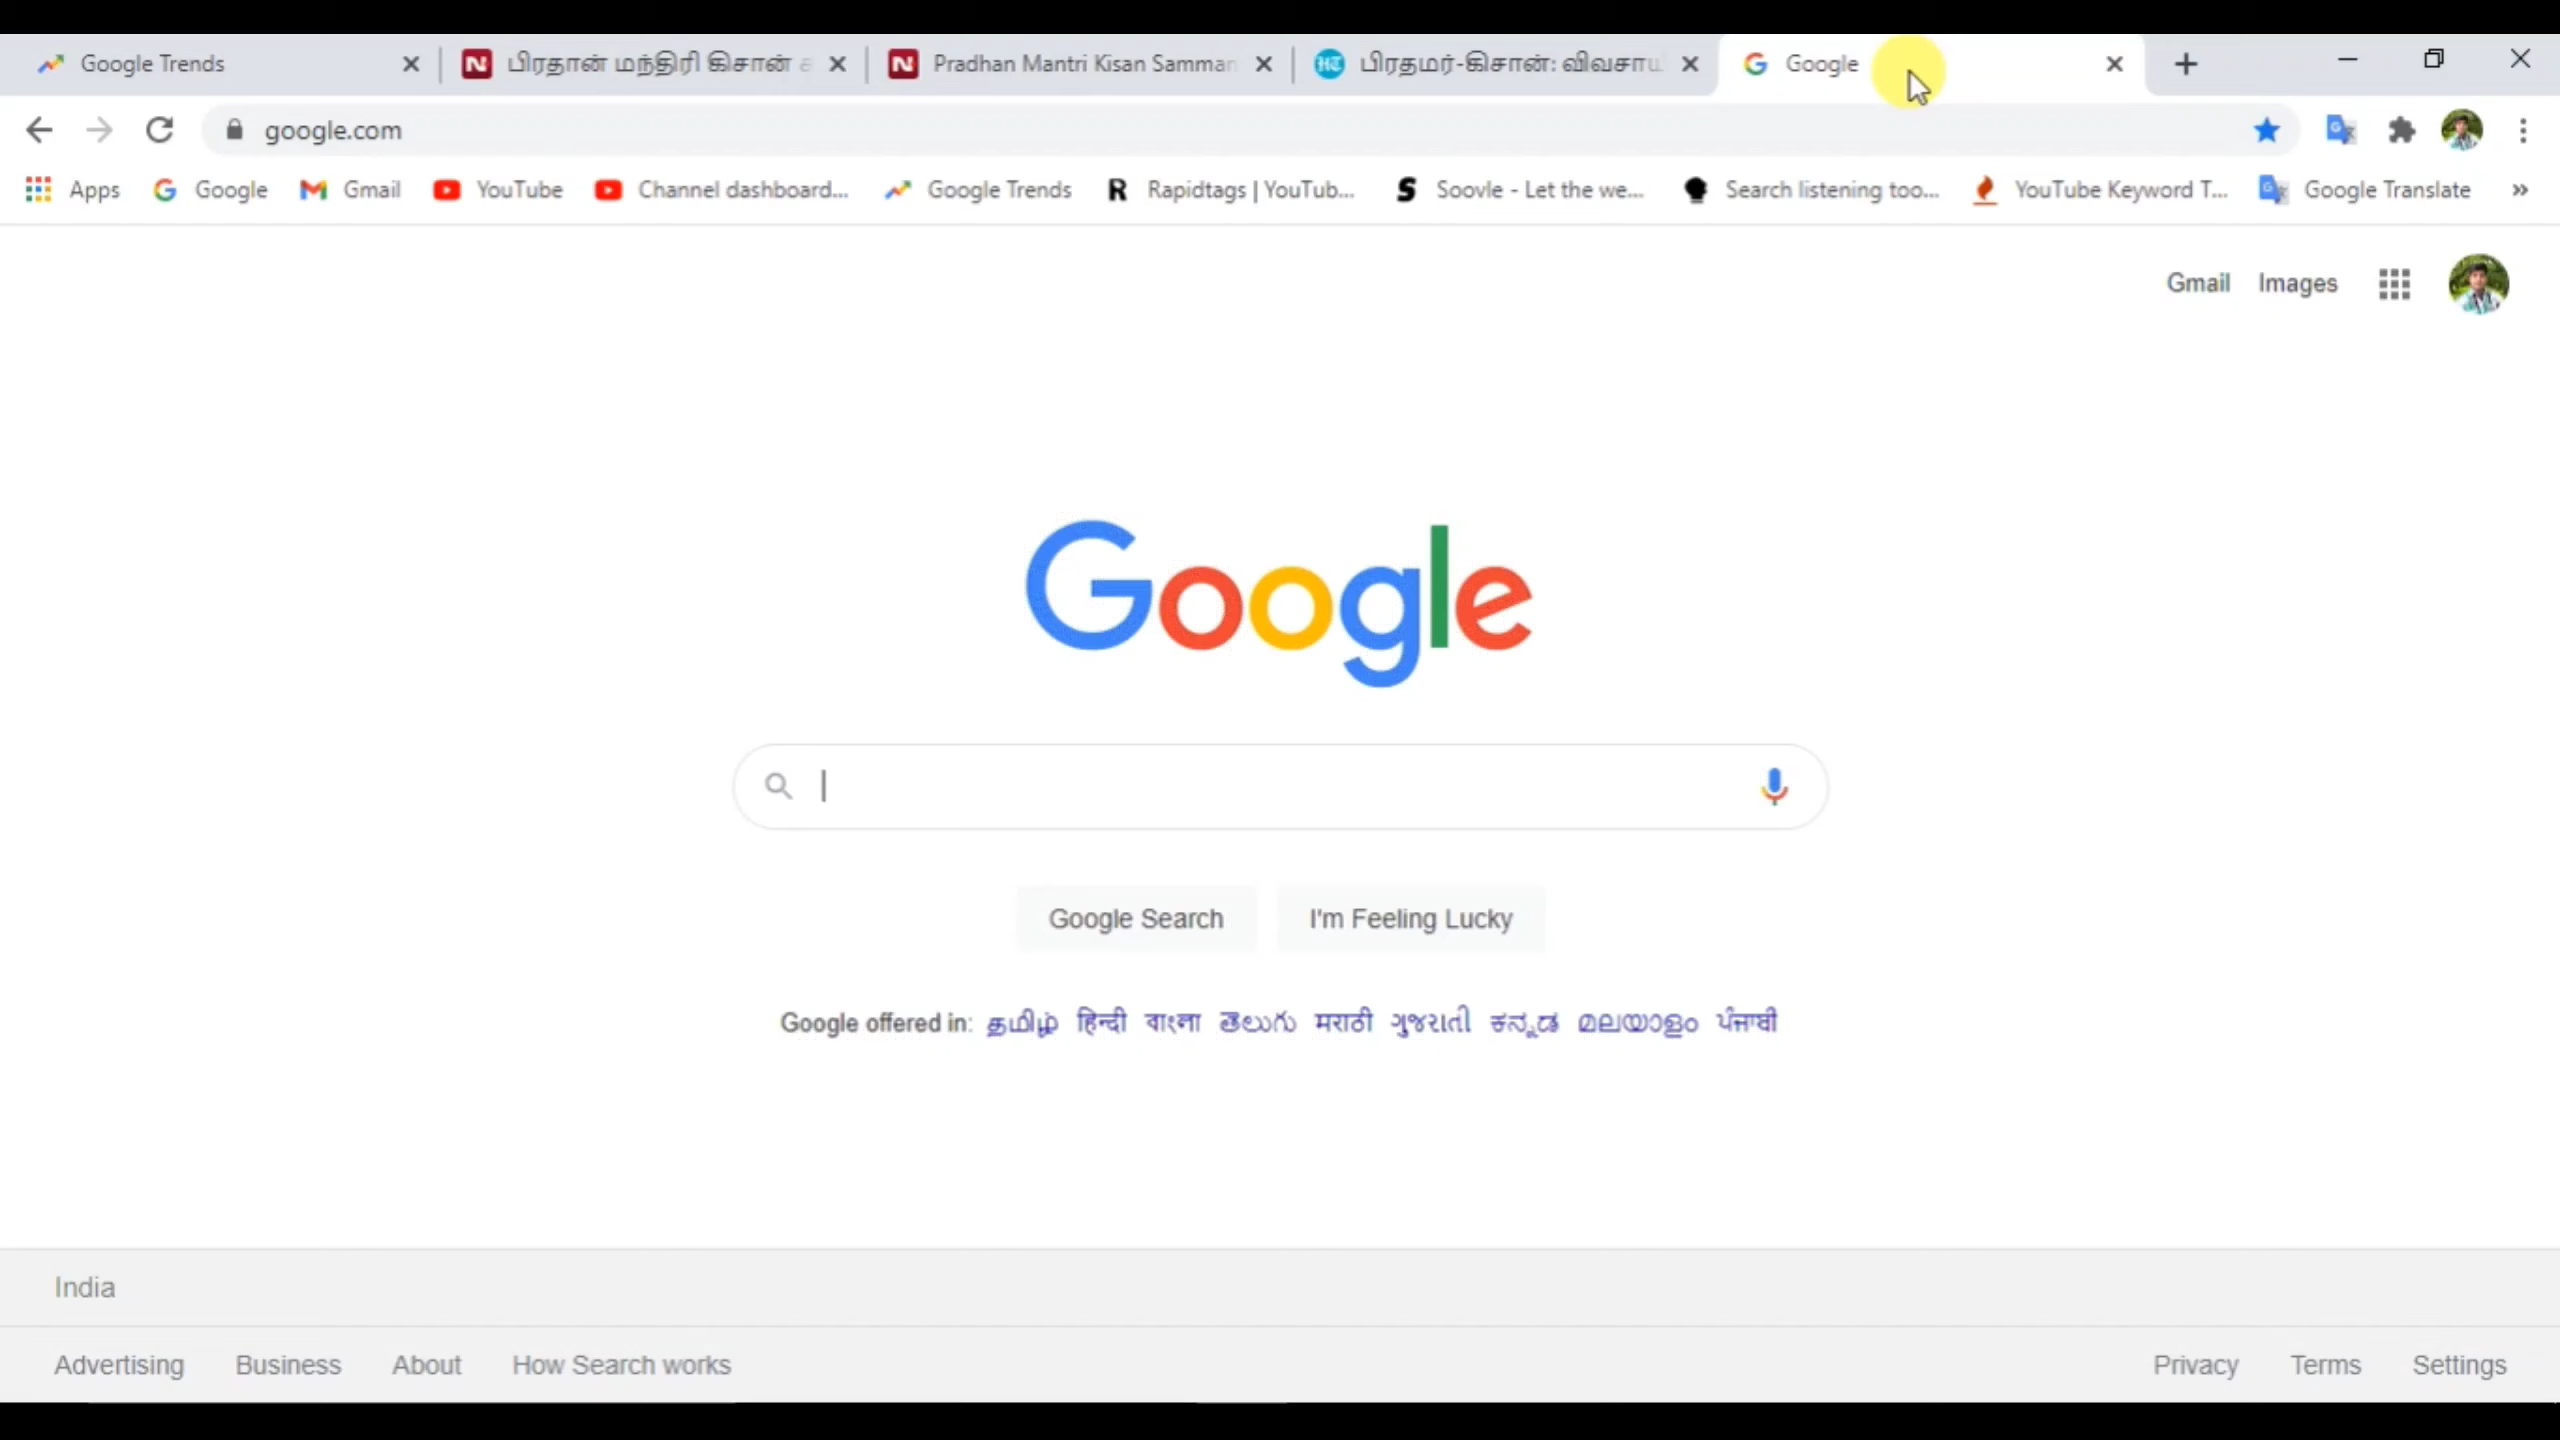 Google Trends பிரதான் மந்திரி கிசான் Pradhan Mantri Kisan Samman பிரதமர்-கிசான்: Google
google.com
Apps Google Gmail YouTube Channel dashboard... Google Trends Rapidtags | YouTub... Soovle - Let the we... Search listening too... YouTube Keyword T... Google Translate »
Gmail Images
Google
Google Search I'm Feeling Lucky
Google offered in: தமிழ் हिन्दी বাংলা తెలుగు मराठी ગુજરાતી ಕನ್ನಡ മലയാളം ਪੰਜਾਬੀ
India
Advertising Business About How Search works Privacy Terms Settings